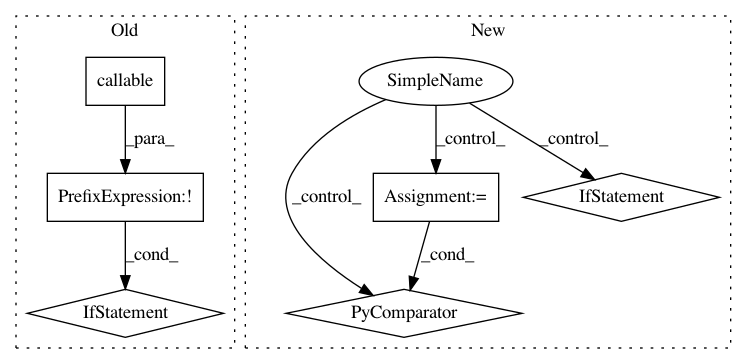 Old
New
callable
SimpleName
_para_
_control_
_control_
PrefixExpression:!
Assignment:=
IfStatement
_control_
_cond_
_cond_
IfStatement
PyComparator